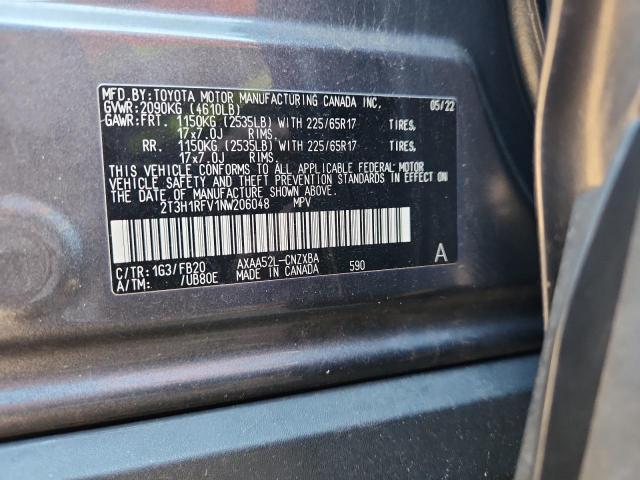 MFD.BY:TOYOTA MOTOR MANUFACTURING CANADA INC. 05/22
GVWR:2090KG (4610LB)
GAWR:FRT. 1150KG (2535LB) WITH 225/65R17 TIRES,
17x7.0J RIMS.
RR. 1150KG (2535LB) WITH 225/65R17 TIRES,
17x7.0J RIMS.
THIS VEHICLE CONFORMS TO ALL APPLICABLE FEDERAL MOTOR
VEHICLE SAFETY AND THEFT PREVENTION STANDARDS IN EFFECT ON
THE DATE OF MANUFACTURE SHOWN ABOVE.
2T3H1RFV1NW206048 MPV
C/TR:1G3/FB20 AXAA52L-CNZXBA
A/TM: /UB80E MADE IN CANADA 590 A